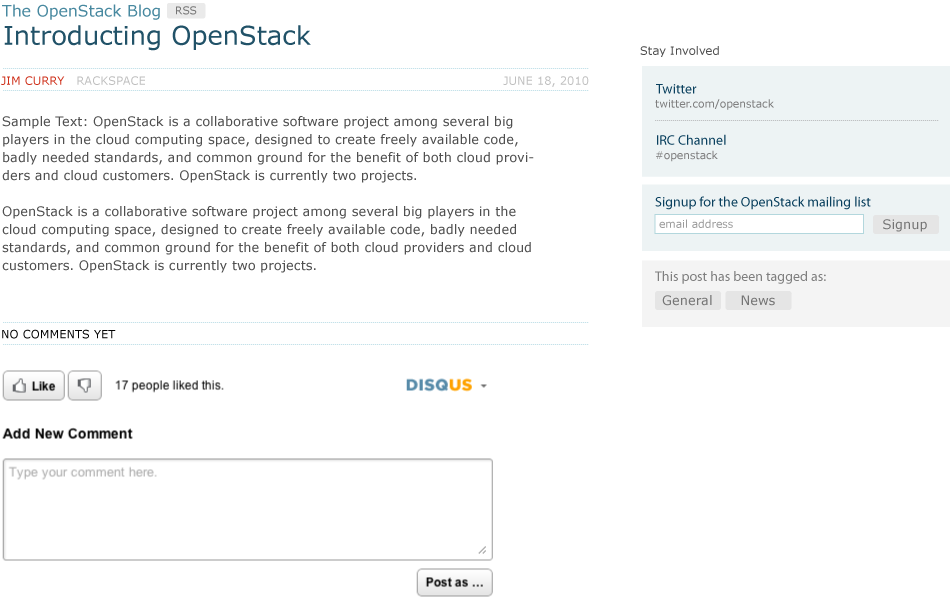 The OpenStack Blog RSS
Introducting OpenStack
JIM CURRY RACKSPACE JUNE 18, 2010
Sample Text: OpenStack is a collaborative software project among several big
players in the cloud computing space, designed to create freely available code,
badly needed standards, and common ground for the benefit of both cloud provi-
ders and cloud customers. OpenStack is currently two projects.
OpenStack is a collaborative software project among several big players in the
cloud computing space, designed to create freely available code, badly needed
standards, and common ground for the benefit of both cloud providers and cloud
customers. OpenStack is currently two projects.
NO COMMENTS YET
Like 17 people liked this. DISQUS
Add New Comment
Type your comment here.
Post as ...
Stay Involved
Twitter
twitter.com/openstack
IRC Channel
#openstack
Signup for the OpenStack mailing list
email address Signup
This post has been tagged as:
General News